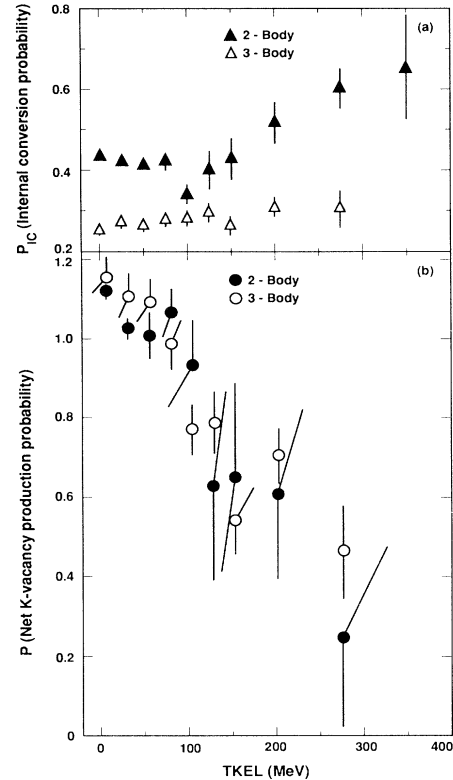 0.8
(a)
2 - Body
3 - Body
0.6
0.4
0.2
P_IC (Internal conversion probability)
1.2
(b)
2 - Body
3 - Body
1.0
0.8
0.6
0.4
0.2
0
P (Net K-vacancy production probability)
0 100 200 300 400
TKEL (MeV)